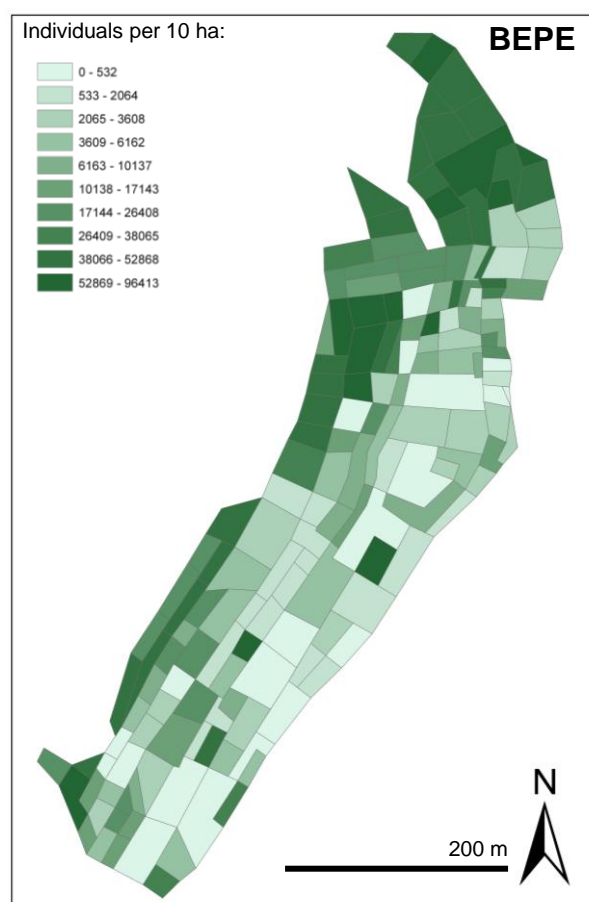 Individuals per 10 ha:
BEPE
0 - 532
533 - 2064
2065 - 3608
3609 - 6162
6163 - 10137
10138 - 17143
17144 - 26408
26409 - 38065
38066 - 52868
52869 - 96413
N
200 m